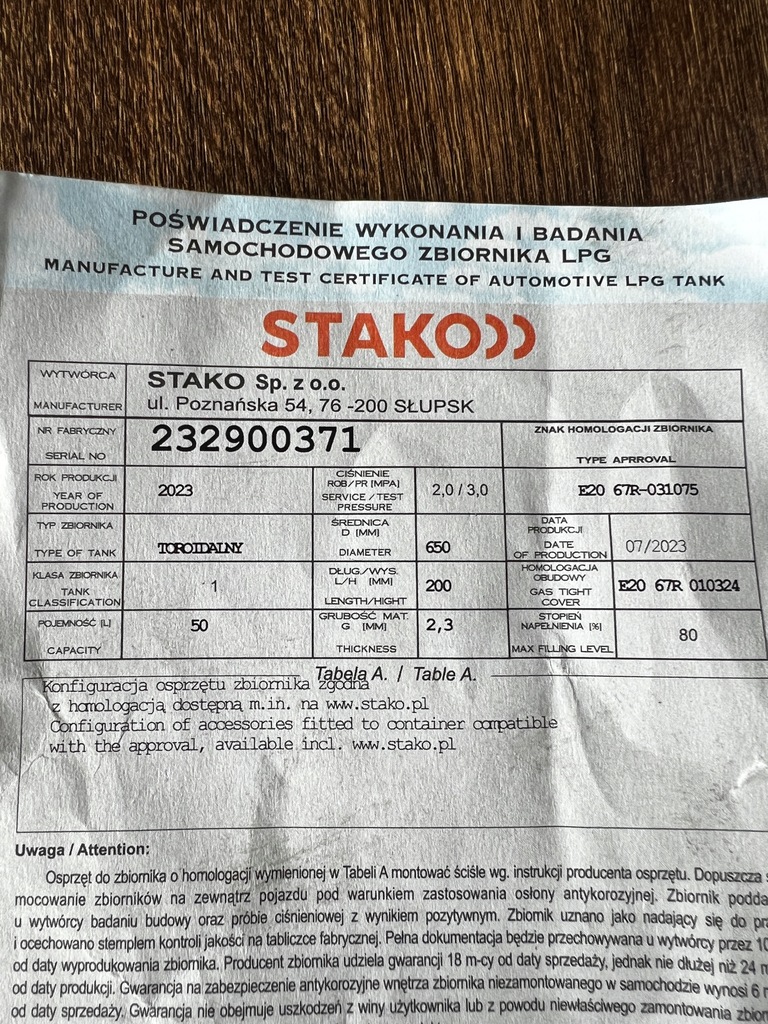 POŚWIADCZENIE WYKONANIA I BADANIA
SAMOCHODOWEGO ZBIORNIKA LPG
MANUFACTURE AND TEST CERTIFICATE OF AUTOMOTIVE LPG TANK
STAKO
WYTWÓRCA
MANUFACTURER
STAKO Sp. z o.o.
ul. Poznańska 54, 76 -200 SŁUPSK
NR FABRYCZNY
SERIAL NO
232900371
ZNAK HOMOLOGACJI ZBIORNIKA
TYPE APRROVAL
ROK PRODUKCJI
YEAR OF
PRODUCTION
2023
CIŚNIENIE
ROB/PR [MPA]
SERVICE / TEST
PRESSURE
2,0 / 3,0
E20 67R-031075
TYP ZBIORNIKA
TYPE OF TANK
TOROIDALNY
ŚREDNICA
D [MM]
DIAMETER
650
DATA
PRODUKCJI
DATE
OF PRODUCTION
07/2023
KLASA ZBIORNIKA
TANK
CLASSIFICATION
1
DŁUG./WYS.
L/H [MM]
LENGTH/HIGHT
200
HOMOLOGACJA
OBUDOWY
GAS TIGHT
COVER
E20 67R 010324
POJEMNOŚĆ [L]
CAPACITY
50
GRUBOŚĆ MAT.
G [MM]
THICKNESS
2,3
STOPIEŃ
NAPEŁNIENIA [%]
MAX FILLING LEVEL
80
Tabela A. / Table A.
Konfiguracja osprzętu zbiornika zgodna
z homologacją dostępną m.in. na www.stako.pl
Configuration of accessories fitted to container compatible
with the approval, available incl. www.stako.pl
Uwaga / Attention:
Osprzęt do zbiornika o homologacji wymienionej w Tabeli A montować ściśle wg. instrukcji producenta osprzętu. Dopuszcza
mocowanie zbiorników na zewnątrz pojazdu pod warunkiem zastosowania osłony antykorozyjnej. Zbiornik podda
u wytwórcy badaniu budowy oraz próbie ciśnieniowej z wynikiem pozytywnym. Zbiornik uznano jako nadający się do
i ocechowano stemplem kontroli jakości na tabliczce fabrycznej. Pełna dokumentacja będzie przechowywana u wytwórcy przez 10
od daty wyprodukowania zbiornika. Producent zbiornika udziela gwarancji 18 m-cy od daty sprzedaży, jednak nie dłużej niż 24 m
od daty produkcji. Gwarancja na zabezpieczenie antykorozyjne wnętrza zbiornika niezamontowanego w samochodzie wynosi 6
od daty sprzedaży. Gwarancja nie obejmuje uszkodzeń z winy użytkownika lub z powodu niewłaściwego zamontowania